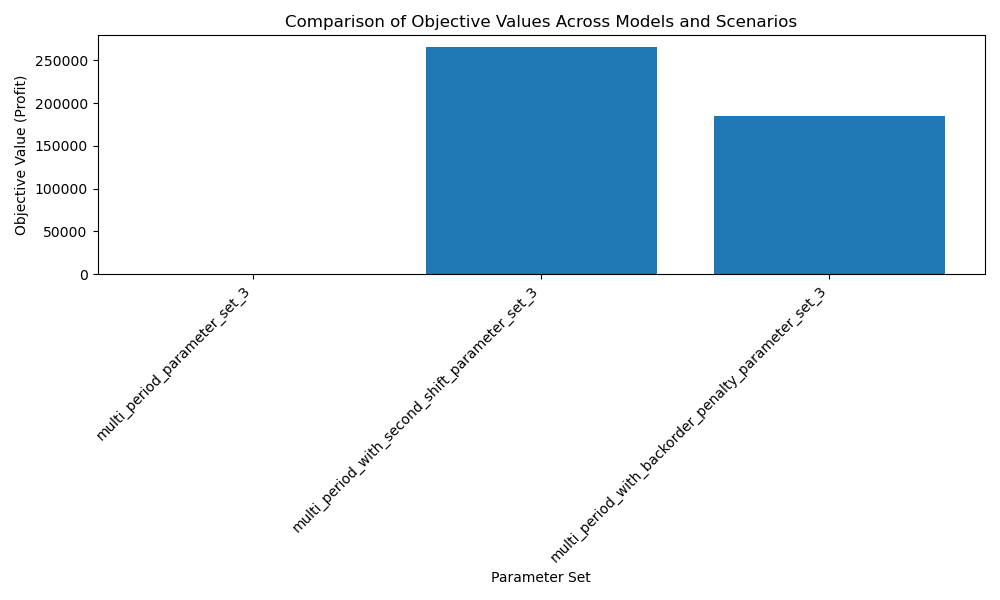 Comparison of Objective Values Across Models and Scenarios
Objective Value (Profit)
250000
200000
150000
100000
50000
0
multi_period_parameter_set_3
multi_period_with_second_shift_parameter_set_3
multi_period_with_backorder_penalty_parameter_set_3
Parameter Set